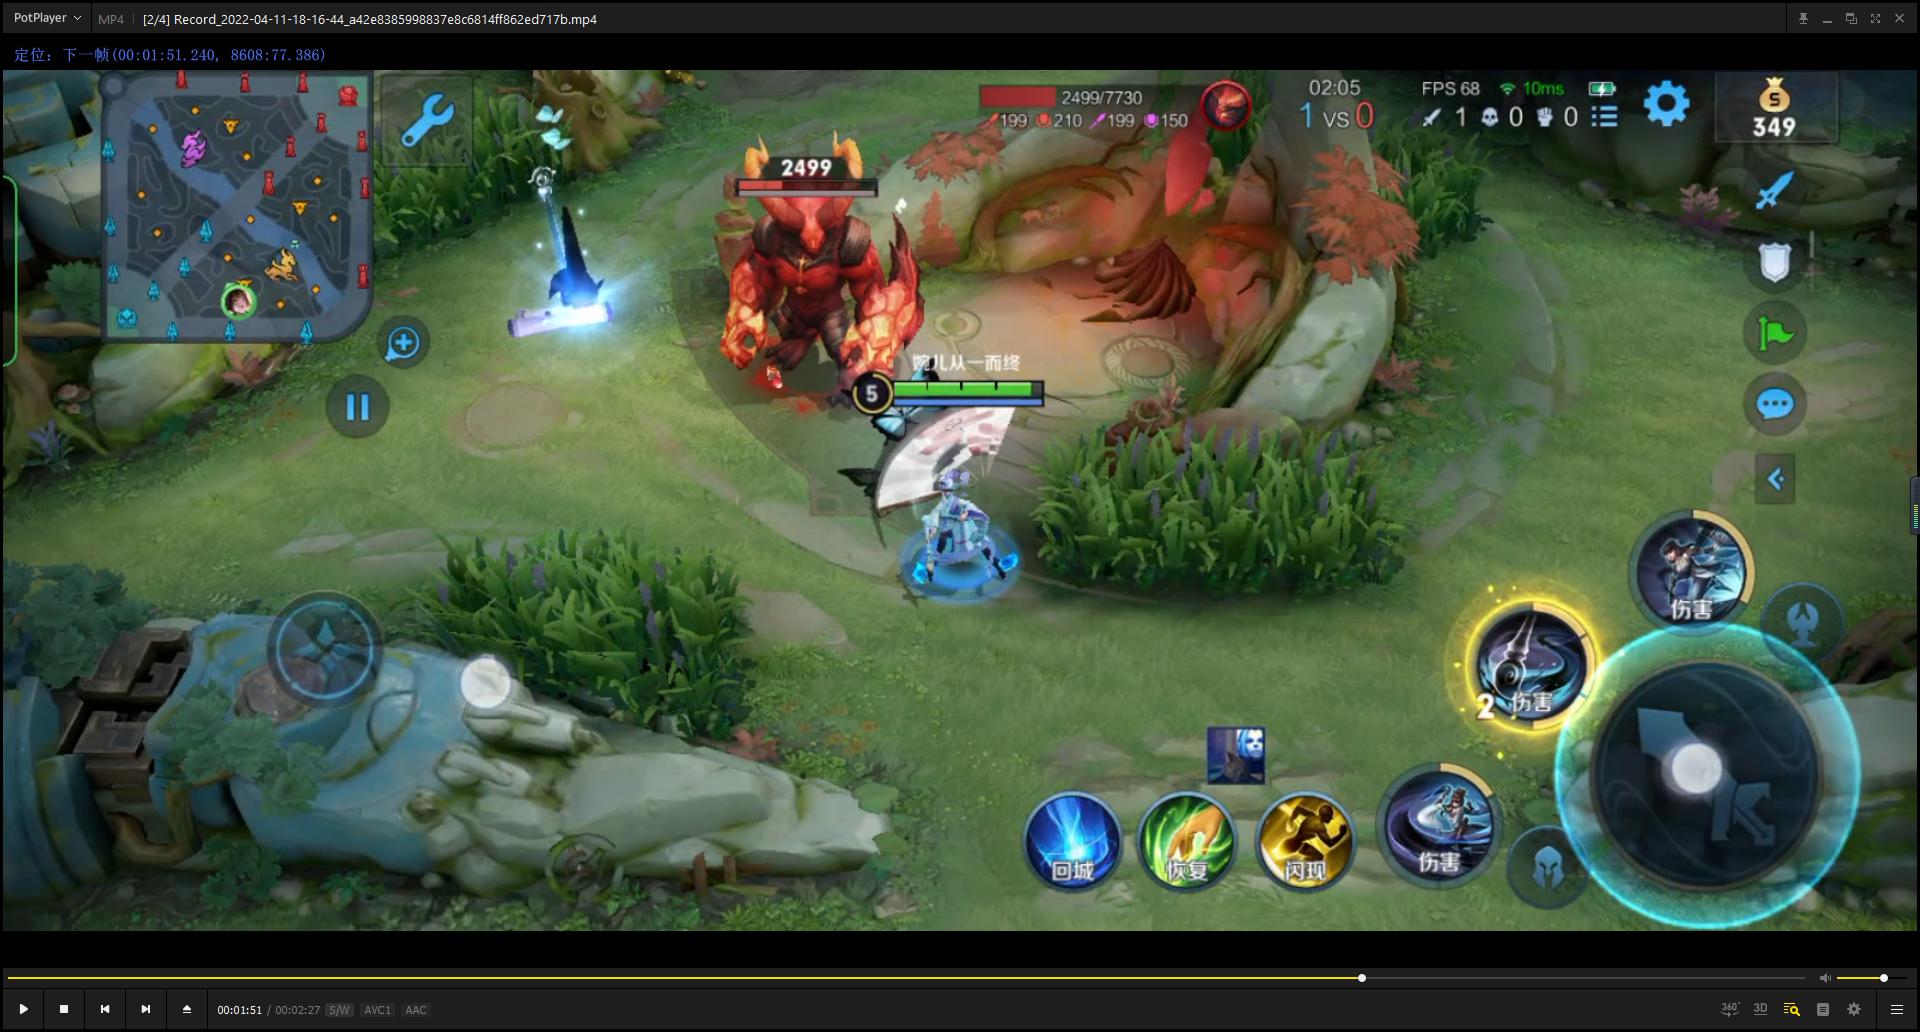 PotPlayer MP4 [2/4] Record_2022-04-11-18-16-44_a42e8385998837e8c6814ff862ed717b.mp4
定位: 下一帧(00:01:51.240, 8608:77.386)
2499/7730
199 210 199 150
02:05
1 VS 0
FPS 68 10ms
1 0 0
S
349
2499
婉儿从一而终
5
伤害
2 伤害
伤害
回城 恢复 闪现
00:01:51 / 00:02:27 S/W AVC1 AAC
360° 3D